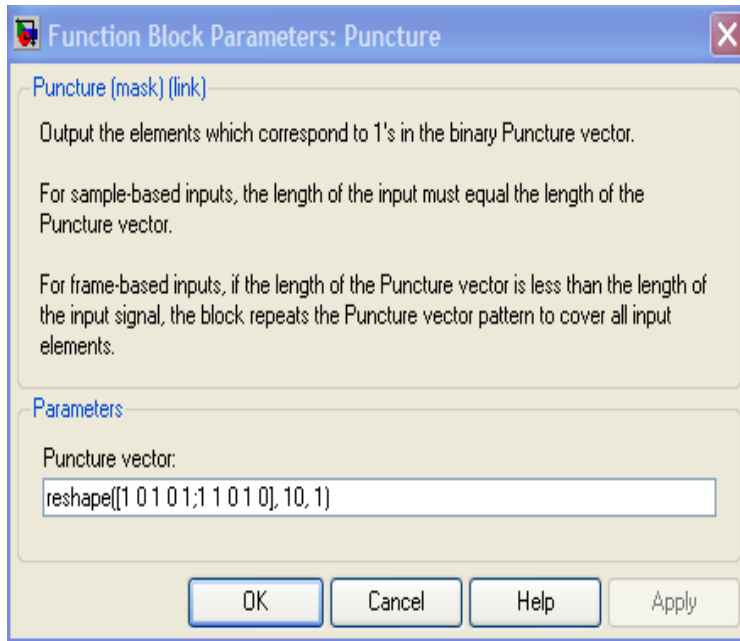 Function Block Parameters: Puncture
Puncture (mask) (link)
Output the elements which correspond to 1's in the binary Puncture vector.
For sample-based inputs, the length of the input must equal the length of the
Puncture vector.
For frame-based inputs, if the length of the Puncture vector is less than the length of
the input signal, the block repeats the Puncture vector pattern to cover all input
elements.
Parameters
Puncture vector:
reshape([1 0 1 0 1;1 1 0 1 0], 10, 1)
OK Cancel Help Apply